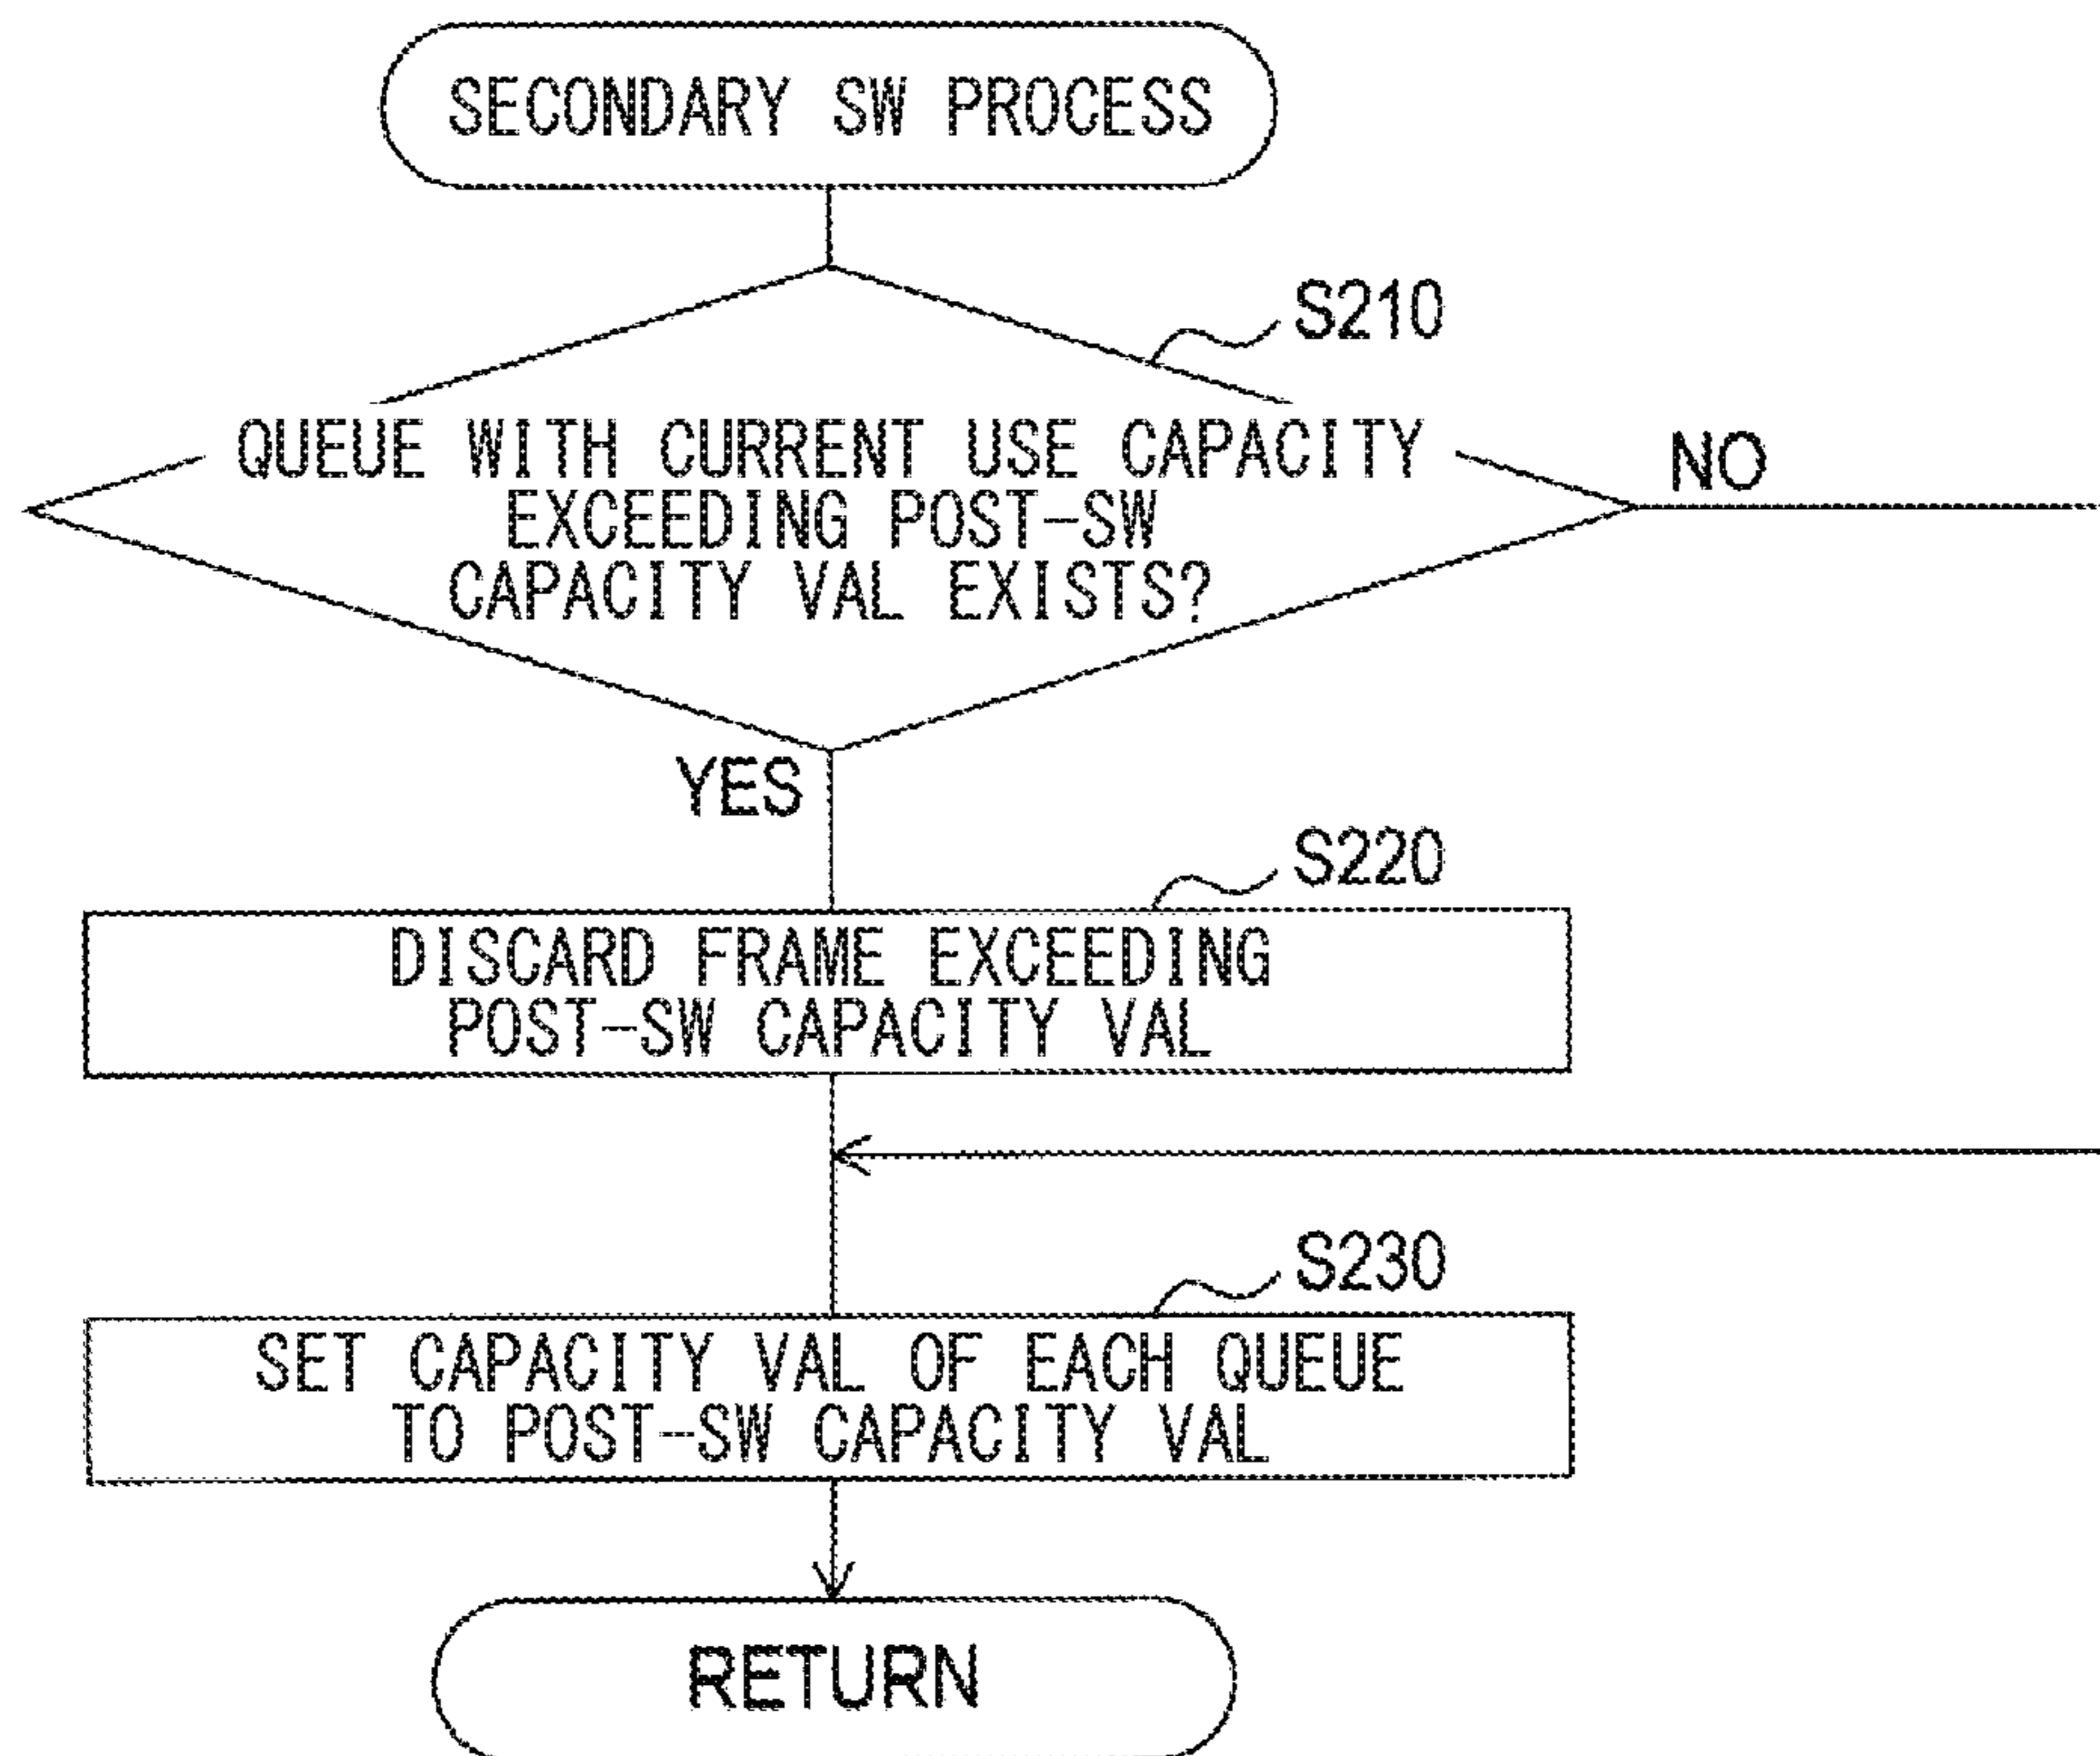 SECONDARY SW PROCESS
S210
QUEUE WITH CURRENT USE CAPACITY
EXCEEDING POST-SW
CAPACITY VAL EXISTS?
NO
YES
S220
DISCARD FRAME EXCEEDING
POST-SW CAPACITY VAL
S230
SET CAPACITY VAL OF EACH QUEUE
TO POST-SW CAPACITY VAL
RETURN